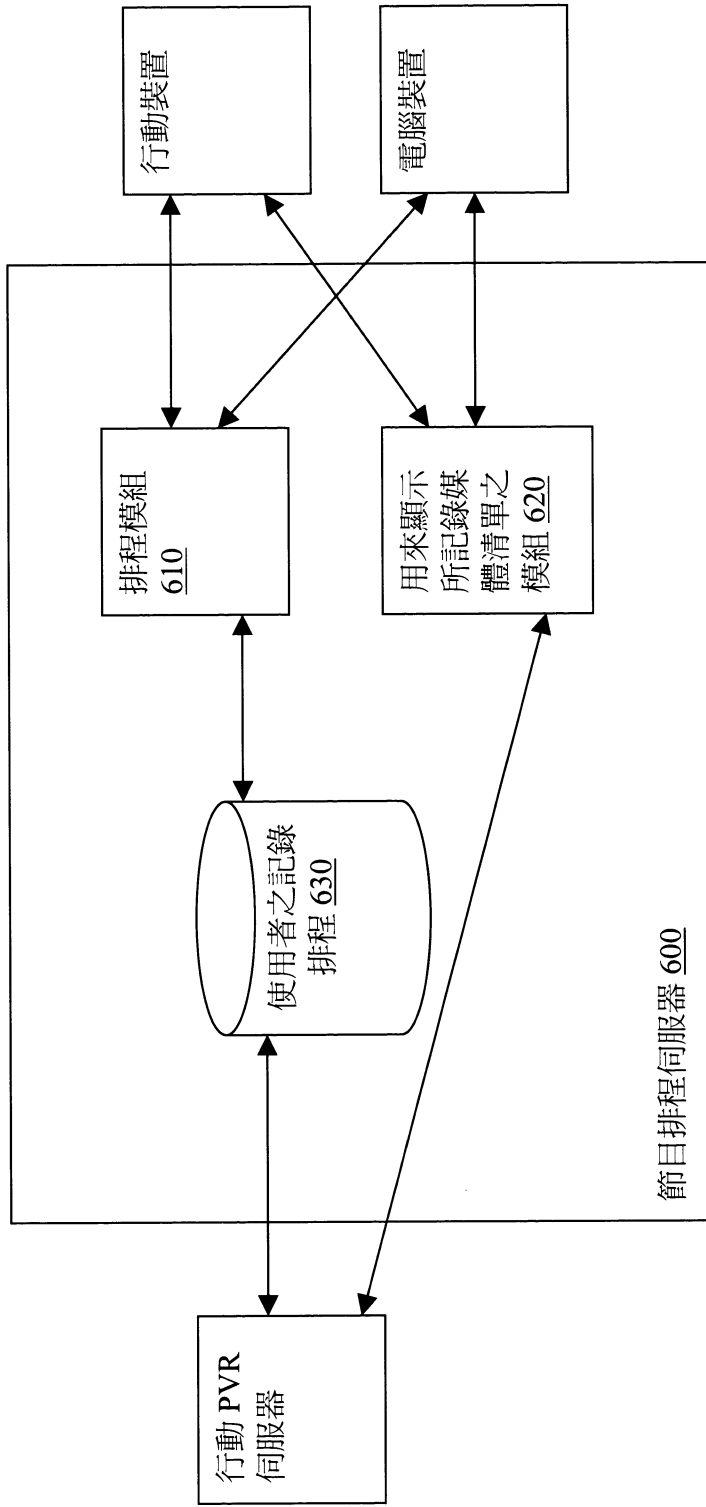 行動裝置
電腦裝置
排程模組
610
用來顯示
所記錄媒
體清單之
模組 620
使用者之記錄
排程 630
節目排程伺服器 600
行動 PVR
伺服器